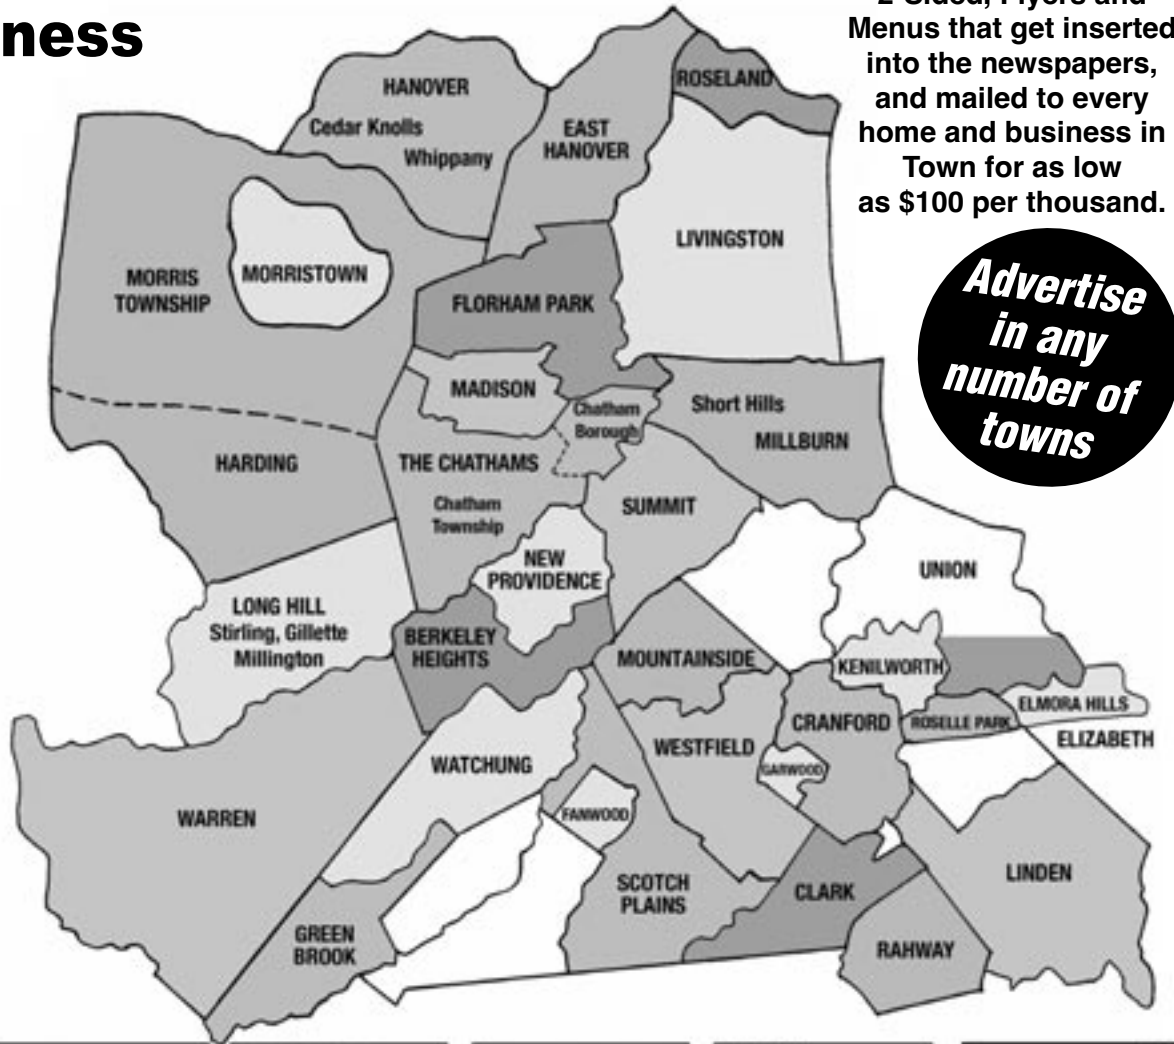 ness
2-Sided, Flyers and
Menus that get inserted
into the newspapers,
and mailed to every
home and business in
Town for as low
as $100 per thousand.
Advertise
in any
number of
towns
HANOVER
Cedar Knolls
Whippany
EAST
HANOVER
ROSELAND
LIVINGSTON
MORRIS
TOWNSHIP
MORRISTOWN
FLORHAM PARK
MADISON
Chatham
Borough
Short Hills
MILLBURN
HARDING
THE CHATHAMS
Chatham
Township
SUMMIT
NEW
PROVIDENCE
UNION
LONG HILL
Stirling, Gillette
Millington
BERKELEY
HEIGHTS
MOUNTAINSIDE
KENILWORTH
ELMORA HILLS
ROSELLE PARK
ELIZABETH
CRANFORD
WESTFIELD
GARWOOD
WATCHUNG
WARREN
FANWOOD
SCOTCH
PLAINS
CLARK
LINDEN
GREEN
BROOK
RAHWAY